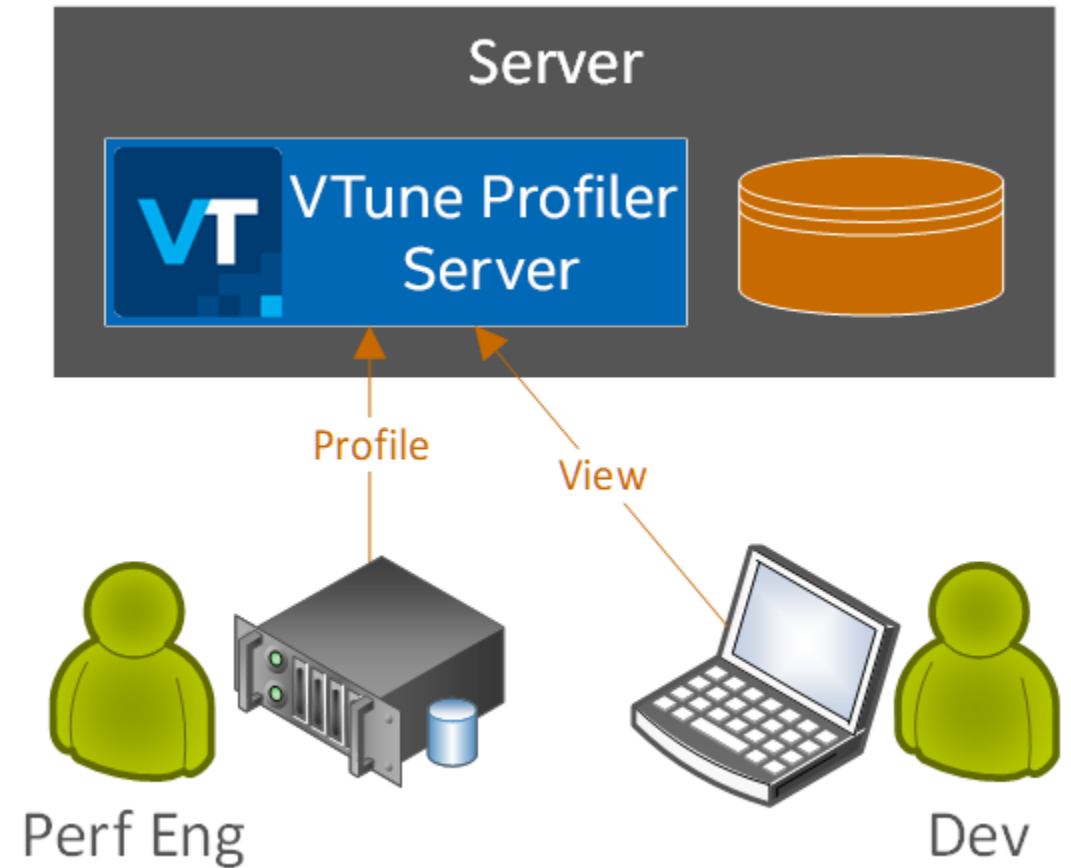 Server
VT
VTune Profiler
Server
Profile
View
Perf Eng
Dev